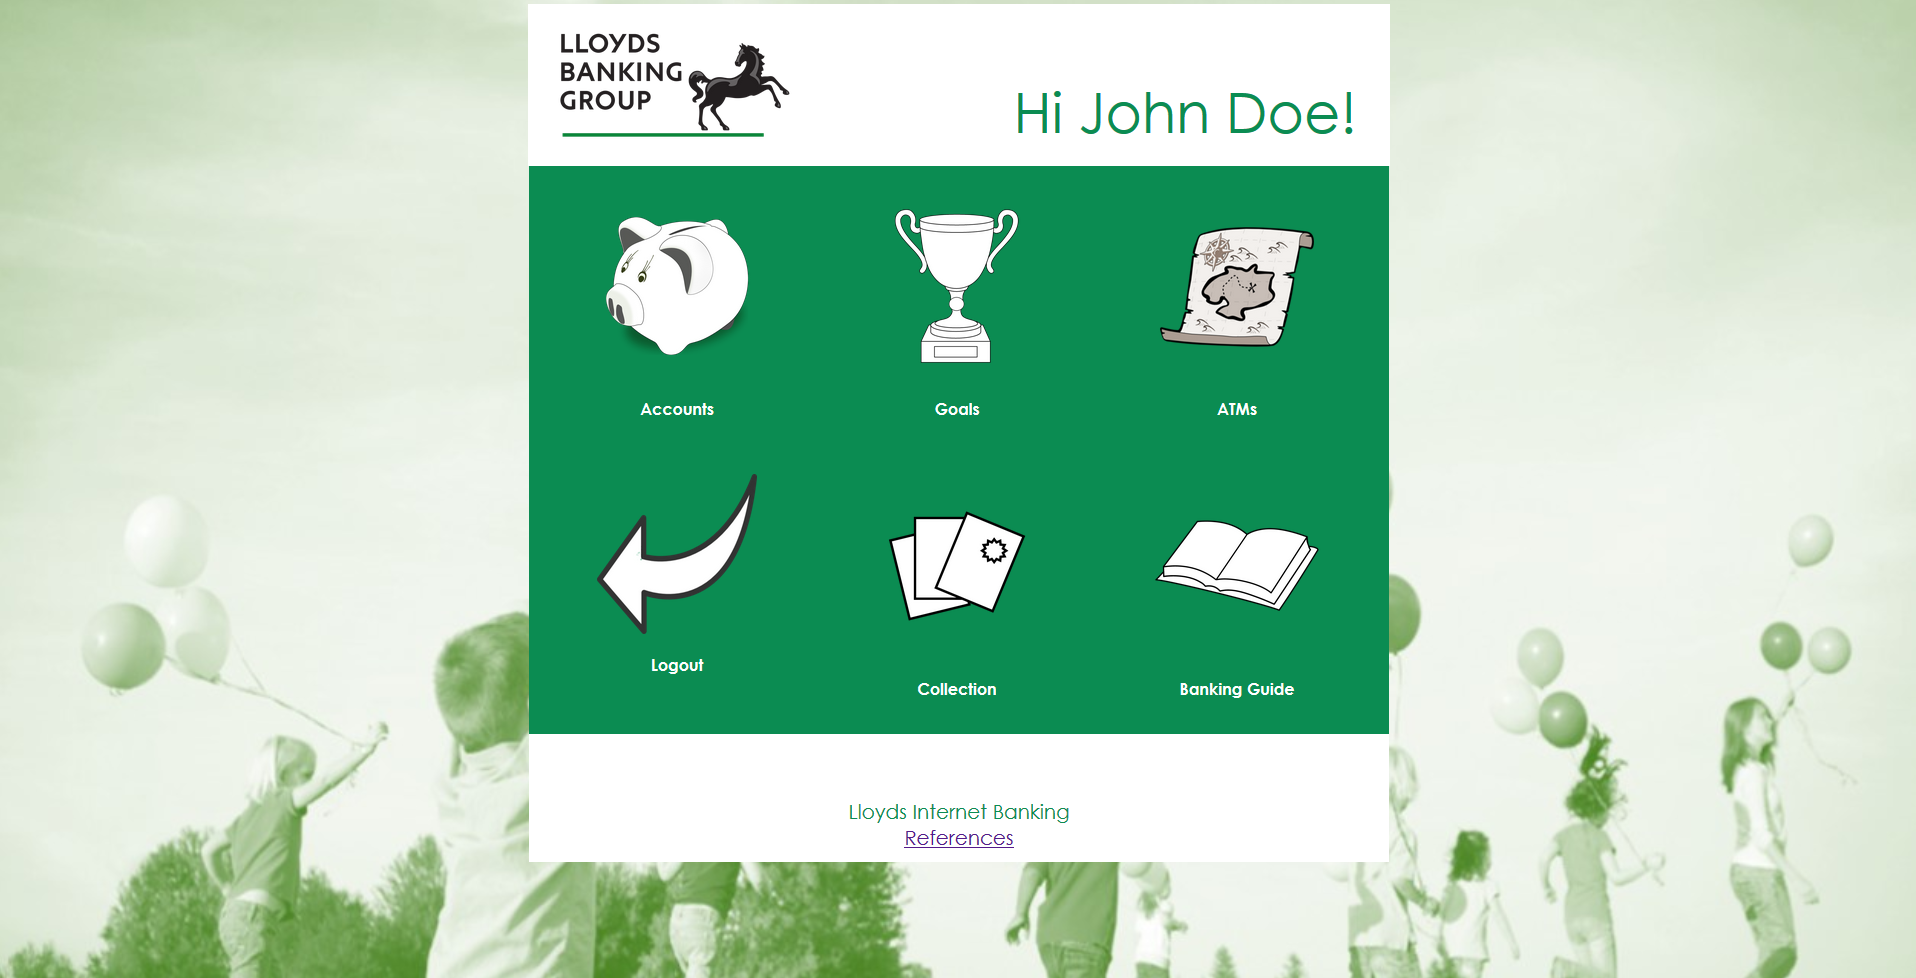 LLOYDS
BANKING
GROUP
Hi John Doe!
Accounts
Goals
ATMs
Logout
Collection
Banking Guide
Lloyds Internet Banking
References